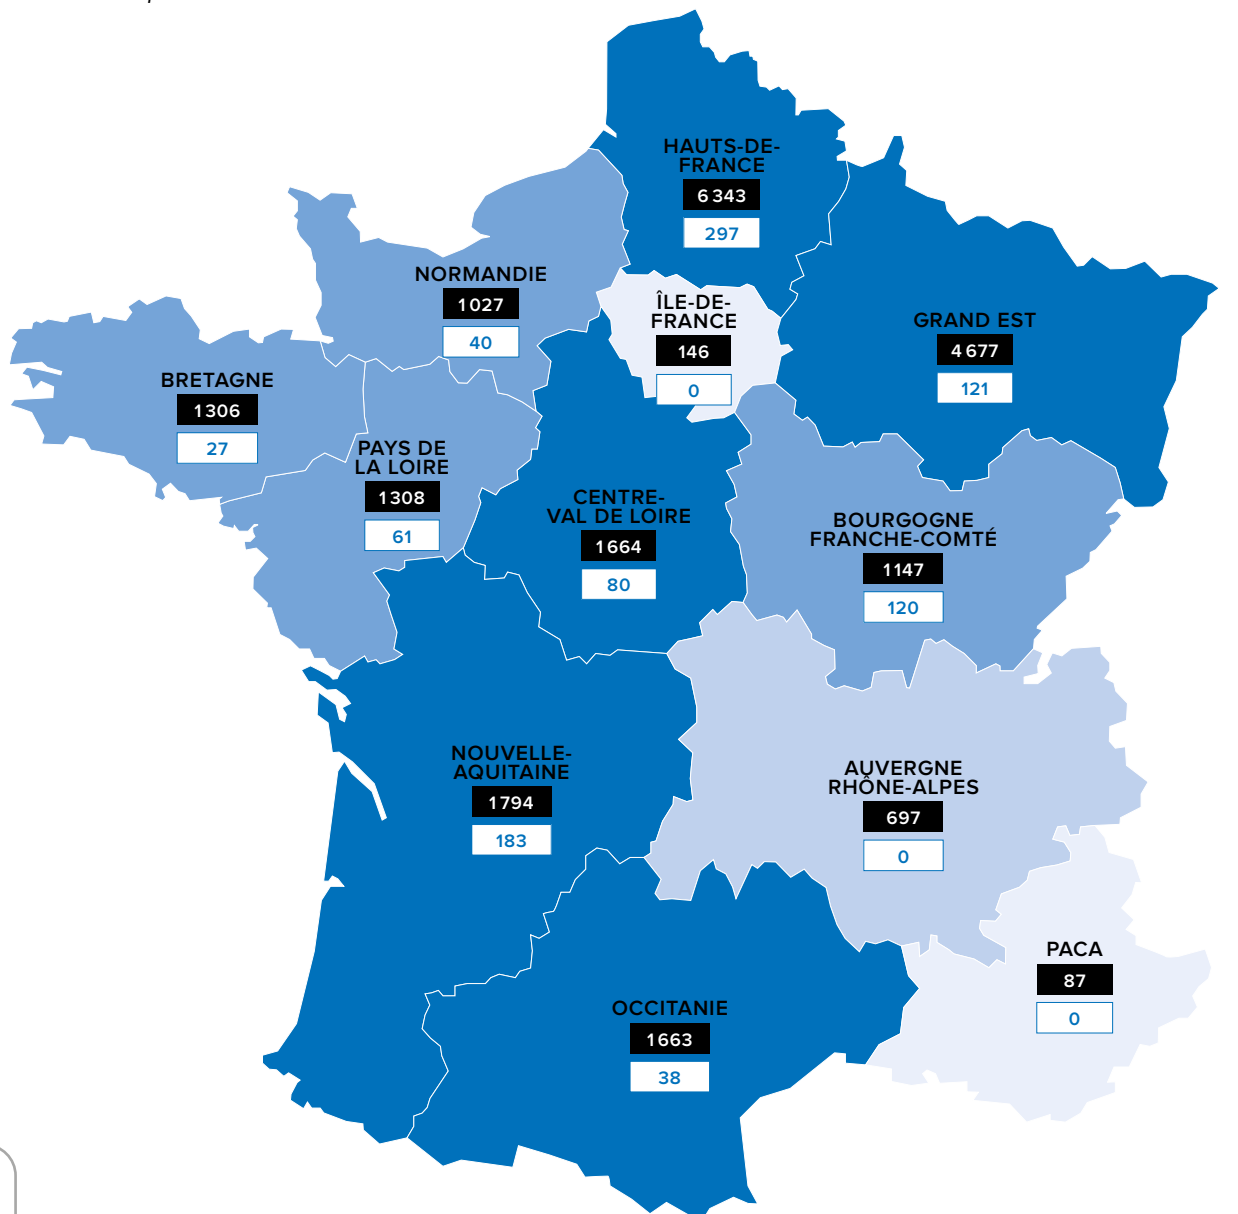 HAUTS-DE-
FRANCE
6 343
297
NORMANDIE
1 027
40
ÎLE-DE-
FRANCE
146
0
GRAND EST
4 677
121
BRETAGNE
1 306
27
PAYS DE
LA LOIRE
1 308
61
CENTRE-
VAL DE LOIRE
1 664
80
BOURGOGNE
FRANCHE-COMTÉ
1 147
120
NOUVELLE-
AQUITAINE
1 794
183
AUVERGNE
RHÔNE-ALPES
697
0
PACA
87
0
OCCITANIE
1 663
38